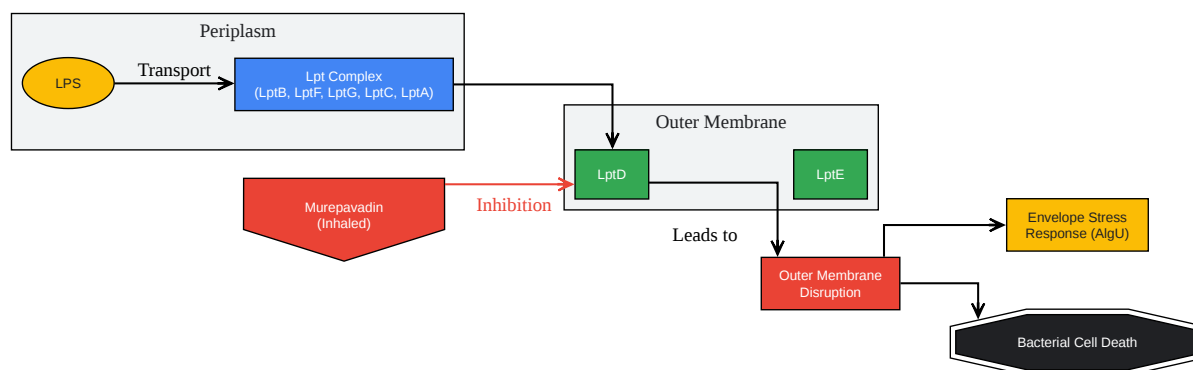 Periplasm
LPS
Transport
Lpt Complex
(LptB, LptF, LptG, LptC, LptA)
Outer Membrane
LptD
LptE
Murepavadin
(Inhaled)
Inhibition
Leads to
Envelope Stress
Response (AlgU)
Outer Membrane
Disruption
Bacterial Cell Death